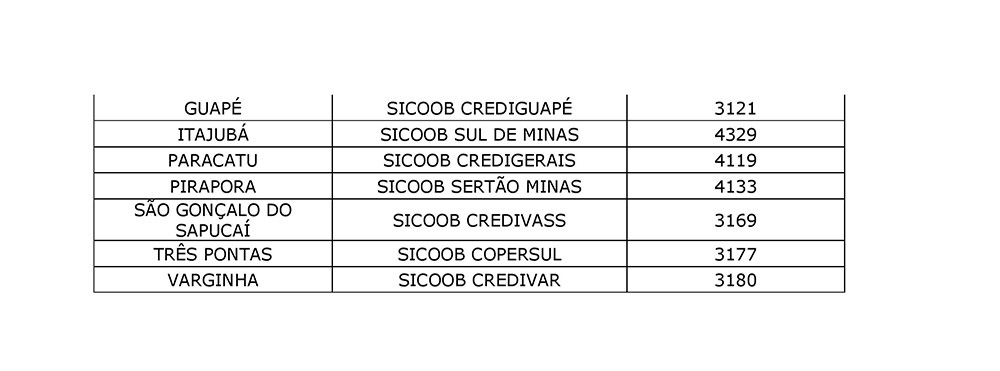 GUAPÉ SICOOB CREDIGUAPÉ 3121
ITAJUBÁ SICOOB SUL DE MINAS 4329
PARACATU SICOOB CREDIGERAIS 4119
PIRAPORA SICOOB SERTÃO MINAS 4133
SÃO GONÇALO DO
SAPUCAÍ SICOOB CREDIVASS 3169
TRÊS PONTAS SICOOB COPERSUL 3177
VARGINHA SICOOB CREDIVAR 3180